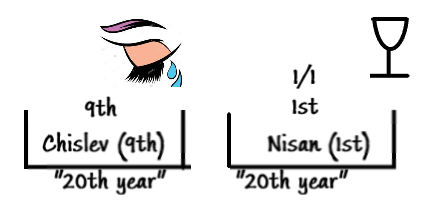 9th
Chislev (9th)
"20th year"
1/1
1st
Nisan (1st)
"20th year"